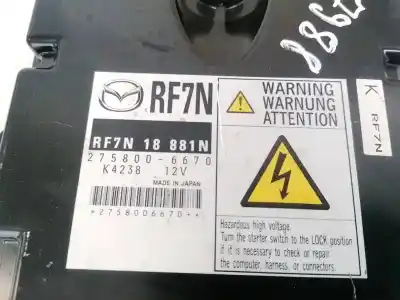 RF7N
RF7N 18 881N
275800-6670
K4238 12V
MADE IN JAPAN
*2758006670*
WARNING
WARNUNG
ATTENTION
Hazardous high voltage.
Turn the starter switch to the LOCK position
if it is necessary to check or repair
the computer, harness, or connectors.
K RF7N